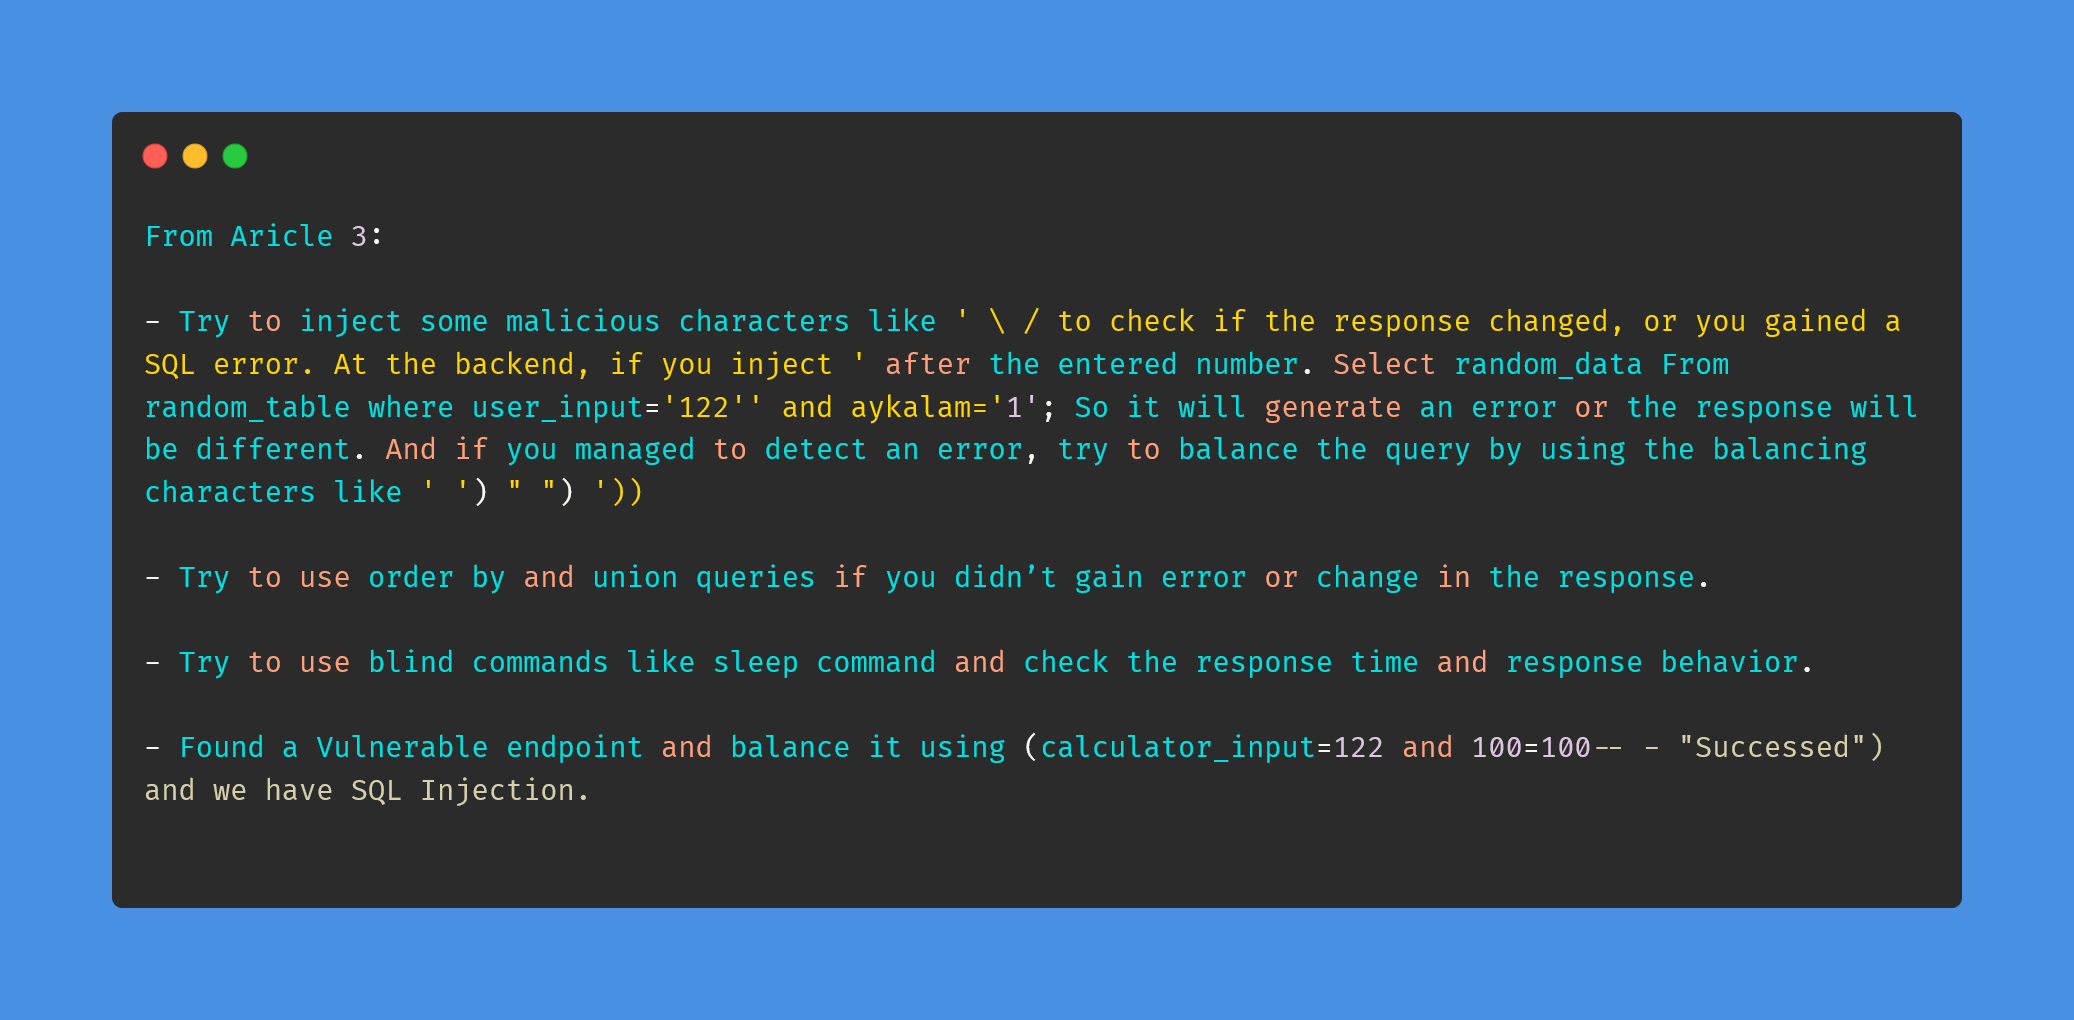 From Aricle 3:
- Try to inject some malicious characters like ' \ / to check if the response changed, or you gained a
SQL error. At the backend, if you inject ' after the entered number. Select random_data From
random_table where user_input='122'' and aykalam='1'; So it will generate an error or the response will
be different. And if you managed to detect an error, try to balance the query by using the balancing
characters like ' ') " ") '))
- Try to use order by and union queries if you didn’t gain error or change in the response.
- Try to use blind commands like sleep command and check the response time and response behavior.
- Found a Vulnerable endpoint and balance it using (calculator_input=122 and 100=100-- - "Successed")
and we have SQL Injection.